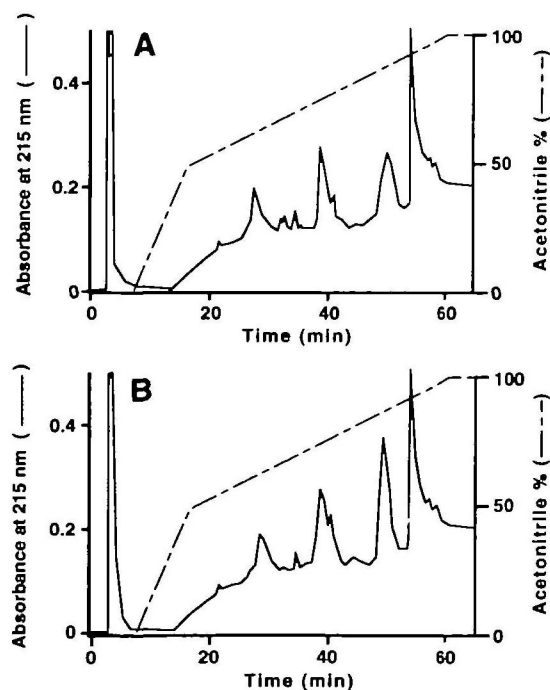 A
Absorbance at 215 nm ( —— )
0.4
0.2
0
100
50
0
Acetonitrile % ( — - — )
0 20 40 60
Time (min)
B
Absorbance at 215 nm ( —— )
0.4
0.2
0
100
50
0
Acetonitrile % ( — - — )
0 20 40 60
Time (min)